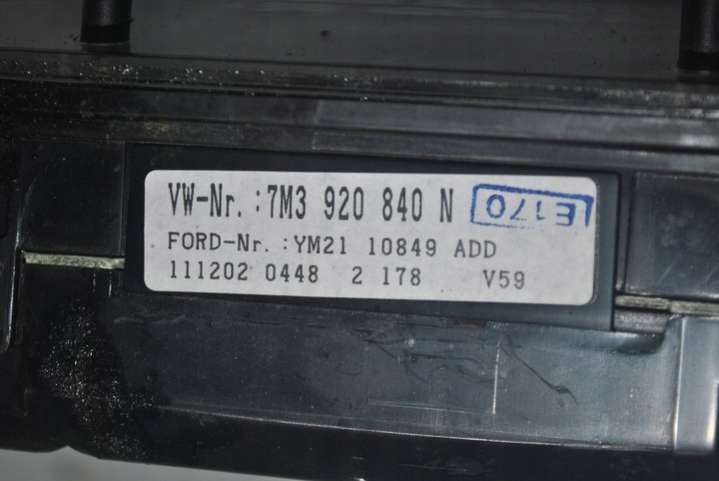 VW-Nr.:7M3 920 840 N E170
FORD-Nr.:YM21 10849 ADD
111202 0448 2 178 V59